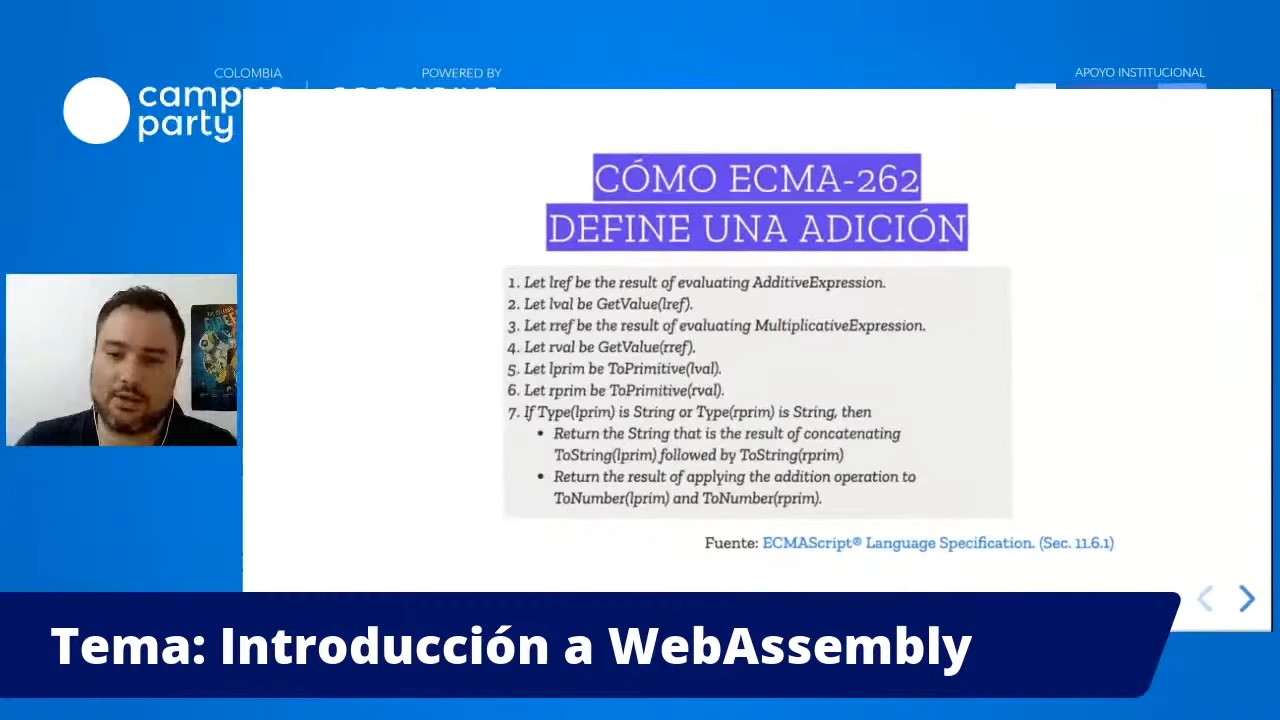 COLOMBIA
POWERED BY
APOYO INSTITUCIONAL
campus
party
CÓMO ECMA-262
DEFINE UNA ADICIÓN
1. Let lref be the result of evaluating AdditiveExpression.
2. Let lval be GetValue(lref).
3. Let rref be the result of evaluating MultiplicativeExpression.
4. Let rval be GetValue(rref).
5. Let lprim be ToPrimitive(lval).
6. Let rprim be ToPrimitive(rval).
7. If Type(lprim) is String or Type(rprim) is String, then
• Return the String that is the result of concatenating
ToString(lprim) followed by ToString(rprim)
• Return the result of applying the addition operation to
ToNumber(lprim) and ToNumber(rprim).
Fuente: ECMAScript® Language Specification. (Sec. 11.6.1)
Tema: Introducción a WebAssembly